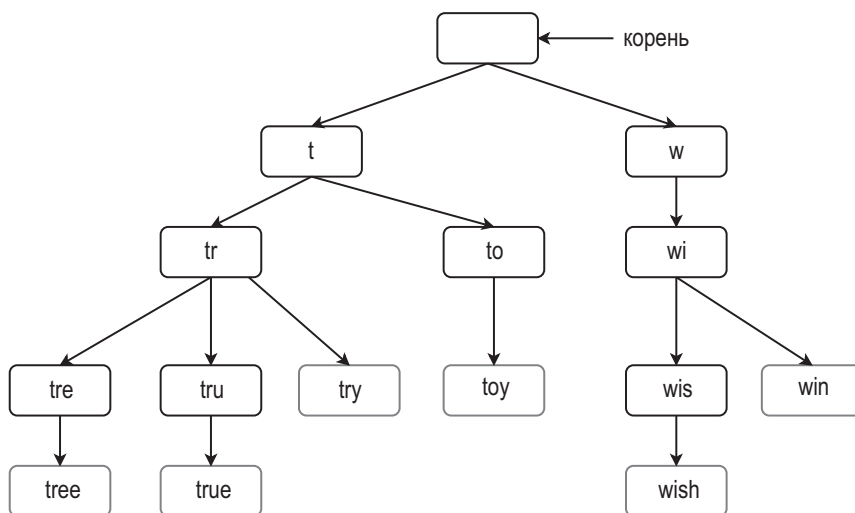 корень
t w
tr to wi
tre tru try toy wis win
tree true wish